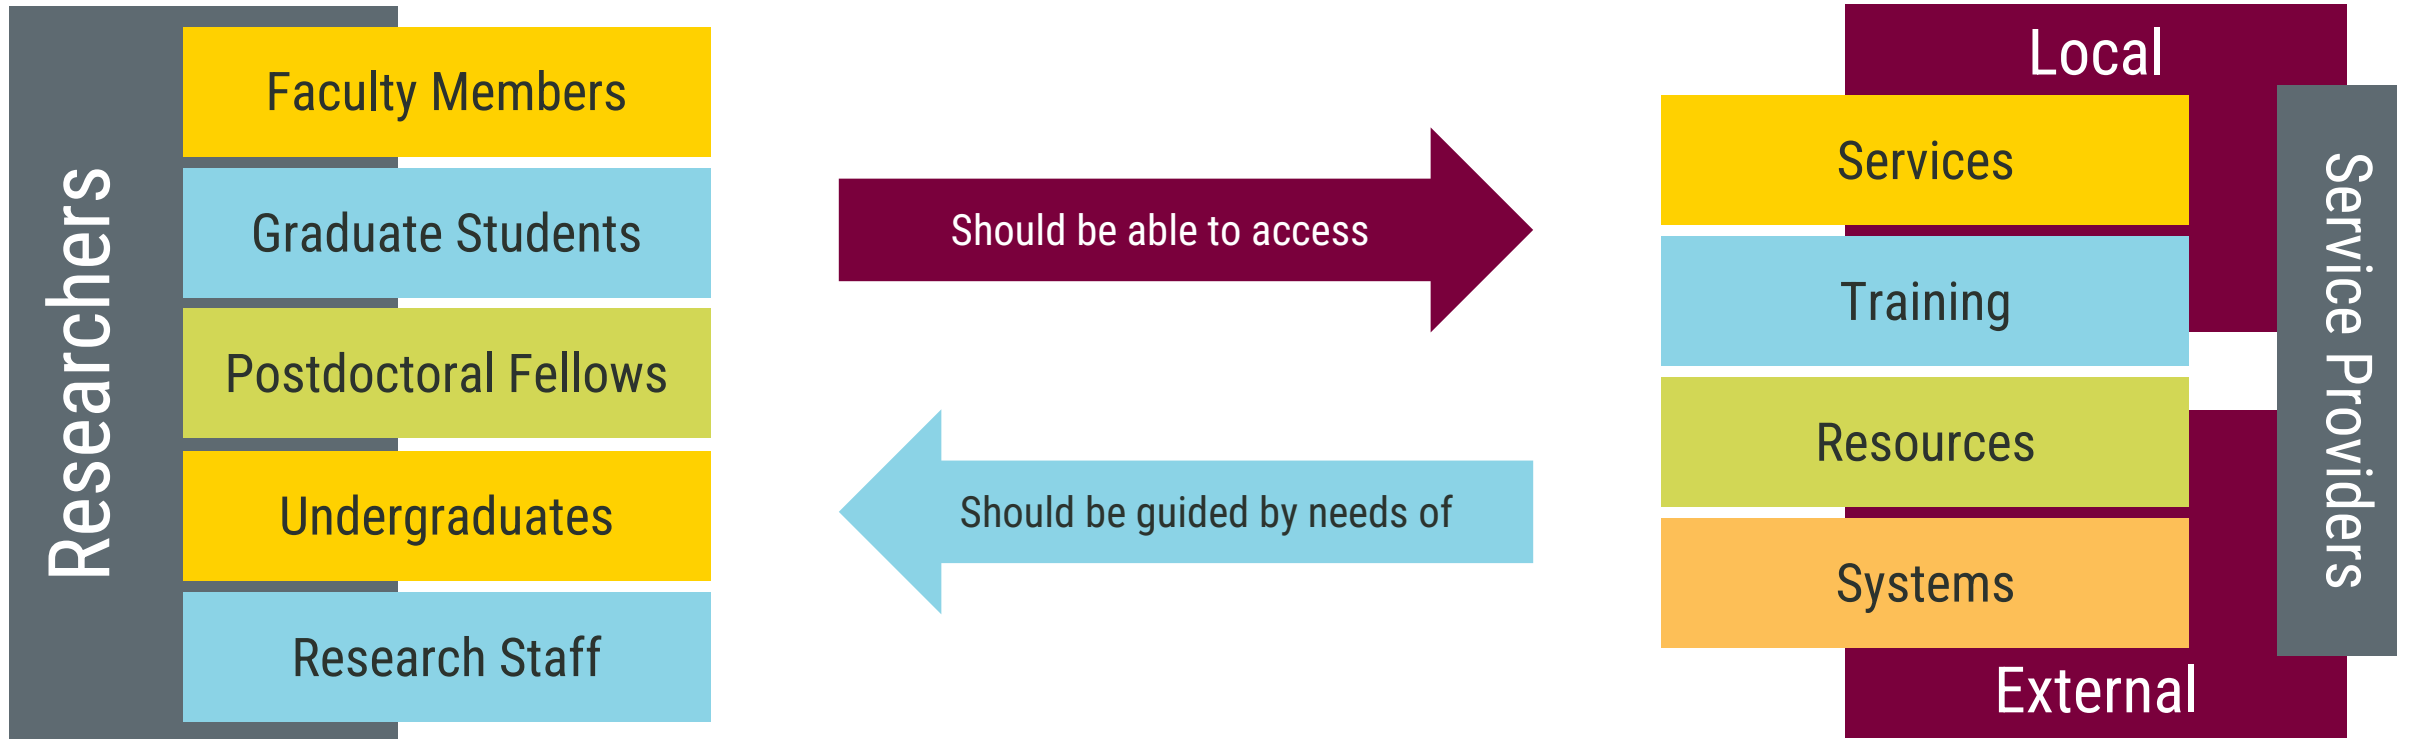 Researchers
Faculty Members
Graduate Students
Postdoctoral Fellows
Undergraduates
Research Staff
Should be able to access
Should be guided by needs of
Local
Services
Training
Resources
Systems
External
Service Providers